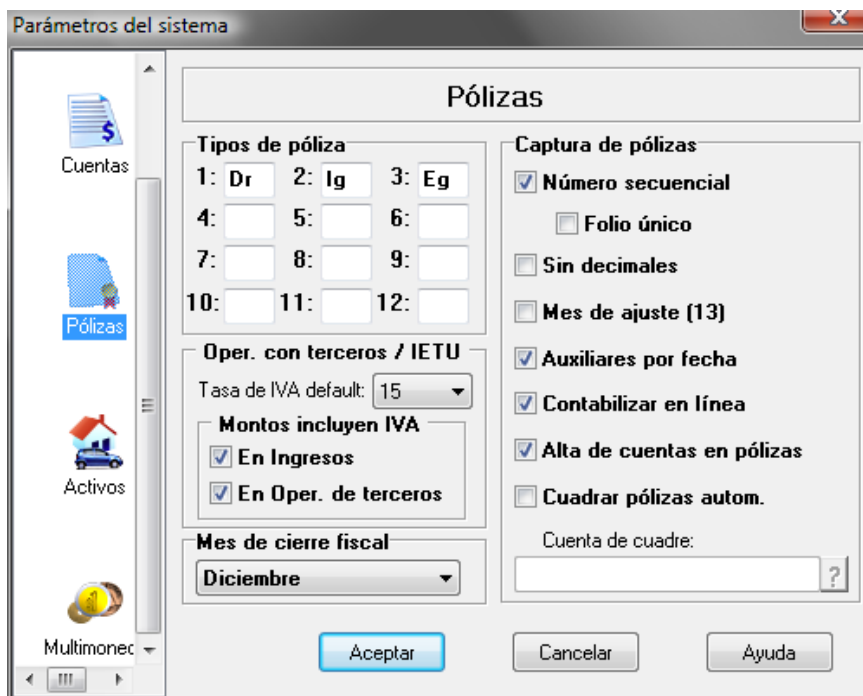 Parámetros del sistema
X
Cuentas
Pólizas
Activos
Multimonec
Pólizas
Tipos de póliza
1: Dr 2: Ig 3: Eg
4: 5: 6:
7: 8: 9:
10: 11: 12:
Oper. con terceros / IETU
Tasa de IVA default: 15
Montos incluyen IVA
En Ingresos
En Oper. de terceros
Mes de cierre fiscal
Diciembre
Captura de pólizas
Número secuencial
Folio único
Sin decimales
Mes de ajuste (13)
Auxiliares por fecha
Contabilizar en línea
Alta de cuentas en pólizas
Cuadrar pólizas autom.
Cuenta de cuadre:
?
Aceptar
Cancelar
Ayuda